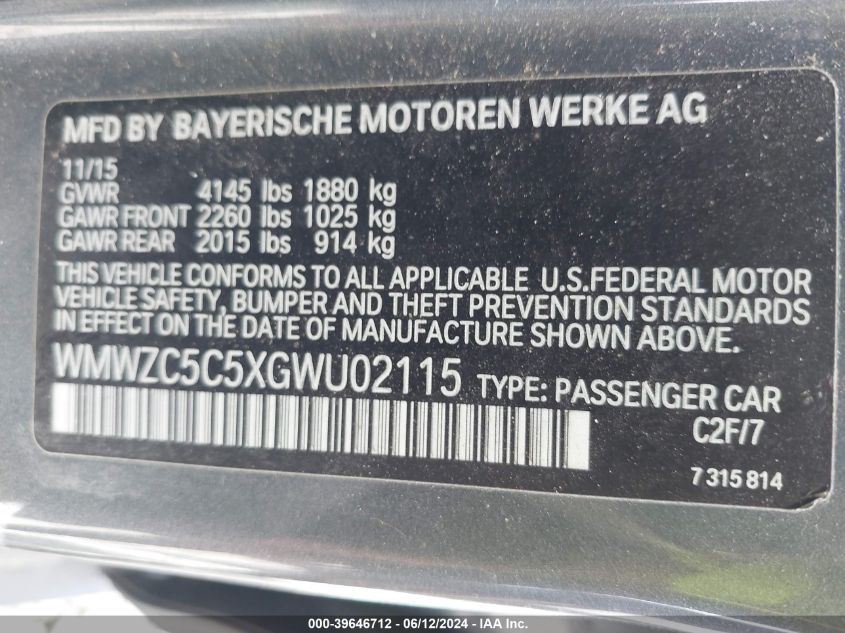 MFD BY BAYERISCHE MOTOREN WERKE AG
11/15
GVWR 4145 lbs 1880 kg
GAWR FRONT 2260 lbs 1025 kg
GAWR REAR 2015 lbs 914 kg
THIS VEHICLE CONFORMS TO ALL APPLICABLE U.S.FEDERAL MOTOR
VEHICLE SAFETY, BUMPER AND THEFT PREVENTION STANDARDS
IN EFFECT ON THE DATE OF MANUFACTURE SHOWN ABOVE.
WMWZC5C5XGWU02115 TYPE: PASSENGER CAR
C2F/7
7 315 814
000-39646712 - 06/12/2024 - IAA Inc.